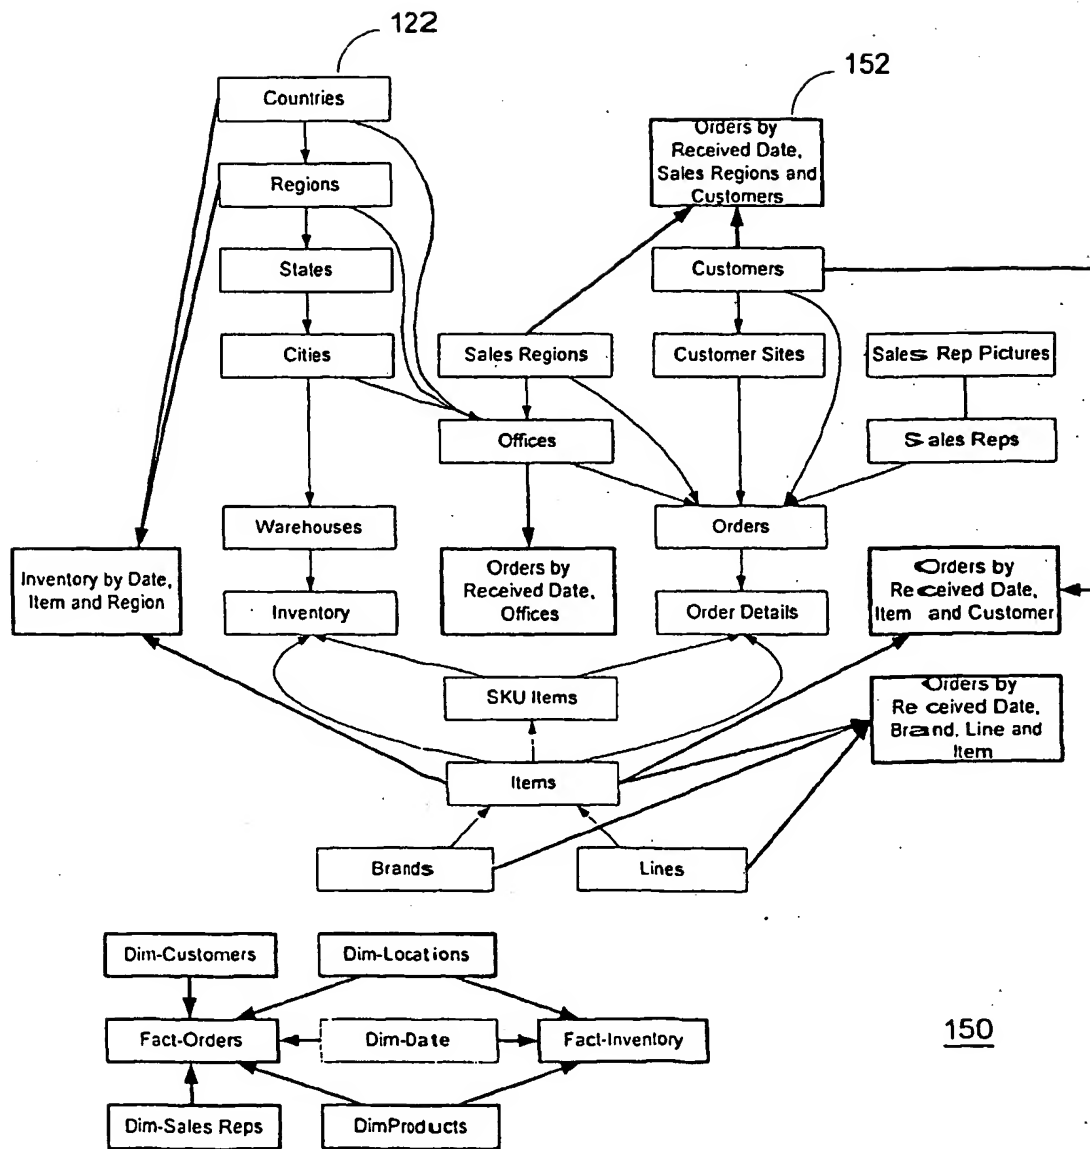 122
152
Countries
Orders by
Received Date,
Sales Regions and
Customers
Regions
States
Customers
Cities
Sales Regions
Customer Sites
Sales Rep Pictures
Offices
Sales Reps
Warehouses
Orders
Inventory by Date,
Item and Region
Orders by
Received Date,
Offices
Orders by
Received Date,
Item and Customer
Inventory
Order Details
SKU Items
Orders by
Received Date,
Brand, Line and
Item
Items
Brands
Lines
Dim-Customers
Dim-Locations
Fact-Orders
Dim-Date
Fact-Inventory
150
Dim-Sales Reps
DimProducts